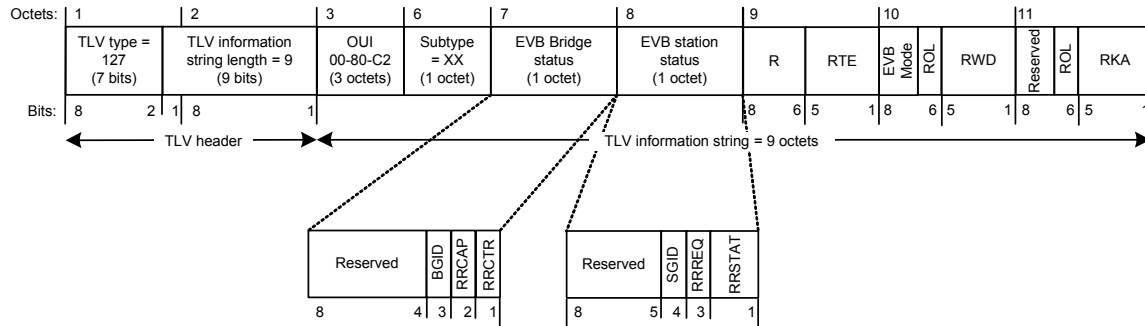 Octets: 1 2 3 6 7 8 9 10 11
TLV type =
127
(7 bits)
TLV information
string length = 9
(9 bits)
OUI
00-80-C2
(3 octets)
Subtype
= XX
(1 octet)
EVB Bridge
status
(1 octet)
EVB station
status
(1 octet)
R
RTE
EVB
Mode
ROL
RWD
Reserved
ROL
RKA
Bits: 8 2 1 8 1 8 6 5 1 8 6 5 1 8 6 5 1
TLV header
TLV information string = 9 octets
Reserved
BGID
RRCAP
RRCTR
8 4 3 2 1
Reserved
SGID
RRREQ
RRSTAT
8 5 4 3 1